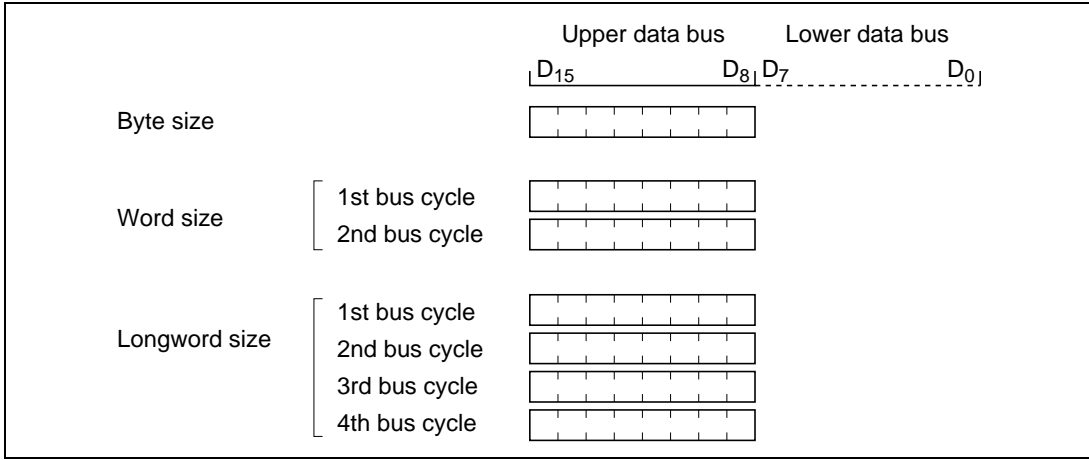 Upper data bus Lower data bus
D15 D8 D7 D0
Byte size
Word size
1st bus cycle
2nd bus cycle
Longword size
1st bus cycle
2nd bus cycle
3rd bus cycle
4th bus cycle